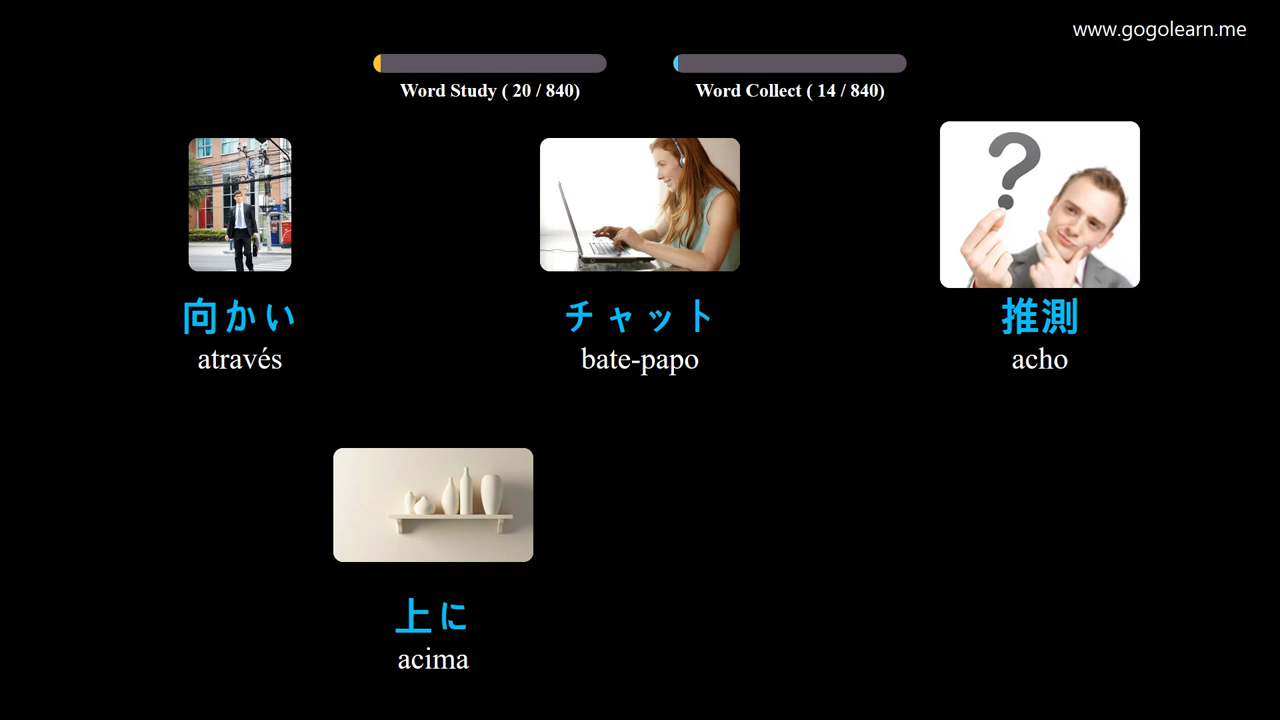 www.gogolearn.me
Word Study ( 20 / 840)
Word Collect ( 14 / 840)
向かい
através
チャット
bate-papo
推測
acho
上に
acima